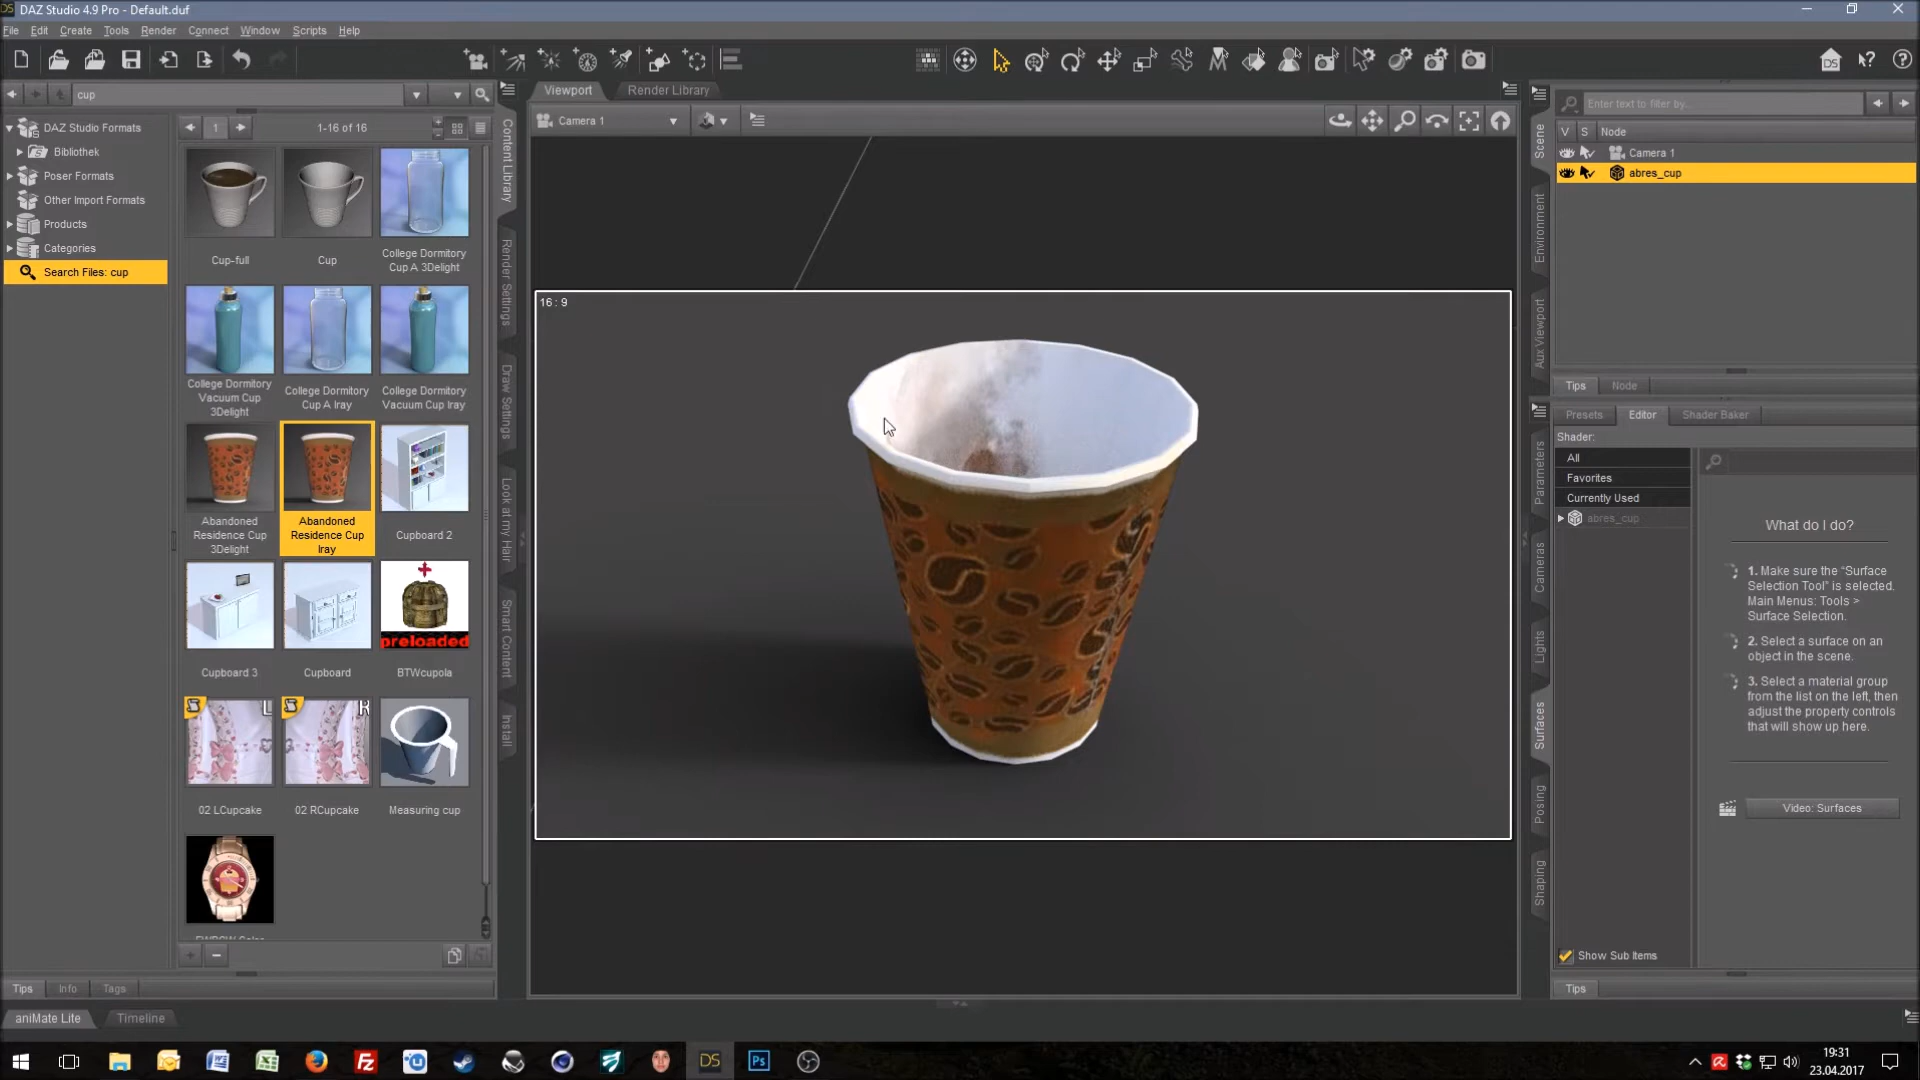 DAZ Studio 4.9 Pro - Default.duf
File Edit Create Tools Render Connect Window Scripts Help
cup
DAZ Studio Formats
Bibliothek
Poser Formats
Other Import Formats
Products
Categories
Search Files: cup
1
1-16 of 16
Cup-full
Cup
College Dormitory
Cup A 3Delight
College Dormitory
Vacuum Cup
3Delight
College Dormitory
Cup A Iray
College Dormitory
Vacuum Cup Iray
Abandoned
Residence Cup
3Delight
Abandoned
Residence Cup
Iray
Cupboard 2
Cupboard 3
Cupboard
preloaded
BTWcupola
L
R
02 LCupcake
02 RCupcake
Measuring cup
Tips Info Tags
aniMate Lite Timeline
Content Library
Render Settings
Draw Settings
Look at my Hair
Smart Content
Install
Viewport Render Library
Camera 1
16 : 9
Scene
Environment
Aux Viewport
Enter text to filter by...
V S Node
Camera 1
abres_cup
Tips Node
Parameters
Cameras
Lights
Surfaces
Posing
Shaping
Presets Editor Shader Baker
Shader:
All
Favorites
Currently Used
abres_cup
What do I do?
1. Make sure the "Surface
Selection Tool" is selected.
Main Menus: Tools >
Surface Selection.
2. Select a surface on an
object in the scene.
3. Select a material group
from the list on the left, then
adjust the property controls
that will show up here.
Video: Surfaces
Show Sub Items
Tips
DS
Ps
19:31
23.04.2017